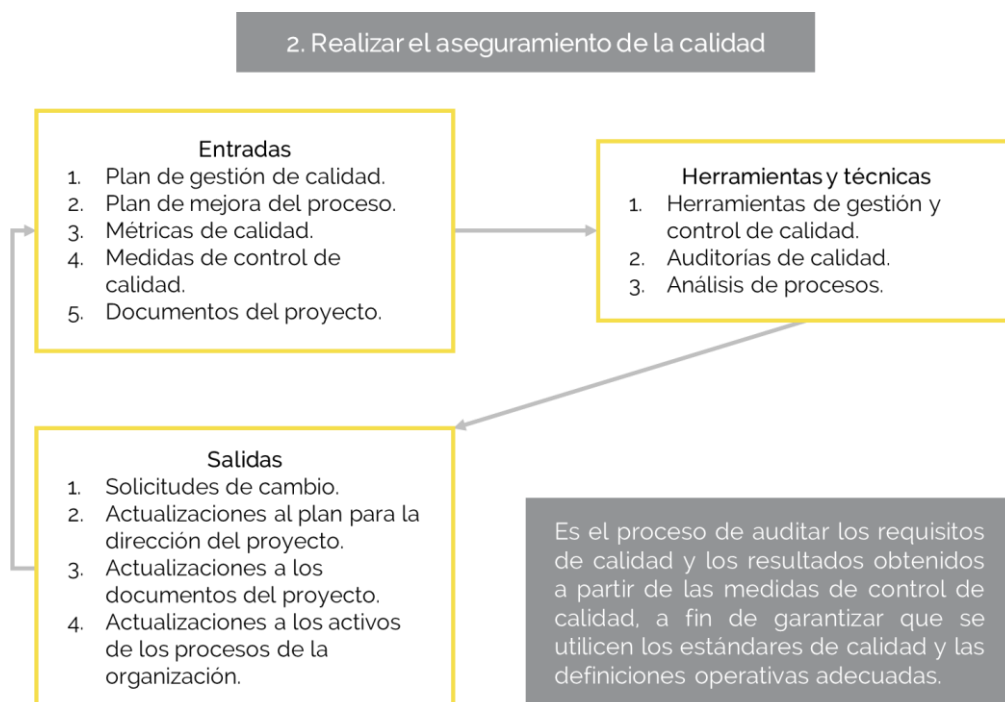 2. Realizar el aseguramiento de la calidad
Entradas
1. Plan de gestión de calidad.
2. Plan de mejora del proceso.
3. Métricas de calidad.
4. Medidas de control de
calidad.
5. Documentos del proyecto.
Herramientas y técnicas
1. Herramientas de gestión y
control de calidad.
2. Auditorías de calidad.
3. Análisis de procesos.
Salidas
1. Solicitudes de cambio.
2. Actualizaciones al plan para la
dirección del proyecto.
3. Actualizaciones a los
documentos del proyecto.
4. Actualizaciones a los activos
de los procesos de la
organización.
Es el proceso de auditar los requisitos
de calidad y los resultados obtenidos
a partir de las medidas de control de
calidad, a fin de garantizar que se
utilicen los estándares de calidad y las
definiciones operativas adecuadas.